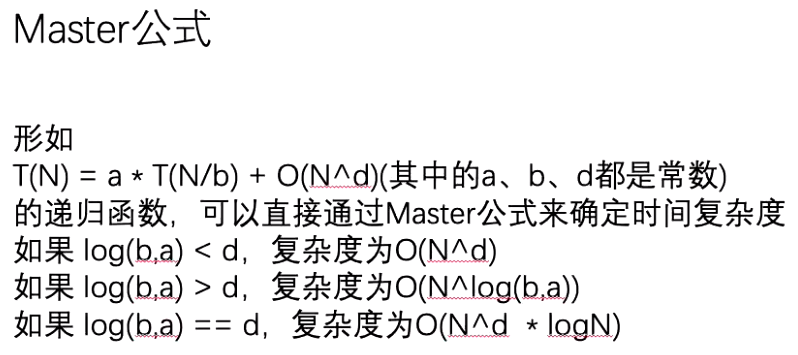 Master公式
形如
T(N) = a * T(N/b) + O(N^d)(其中的a、b、d都是常数)
的递归函数，可以直接通过Master公式来确定时间复杂度
如果 log(b,a) < d，复杂度为O(N^d)
如果 log(b,a) > d，复杂度为O(N^log(b,a))
如果 log(b,a) == d，复杂度为O(N^d  * logN)